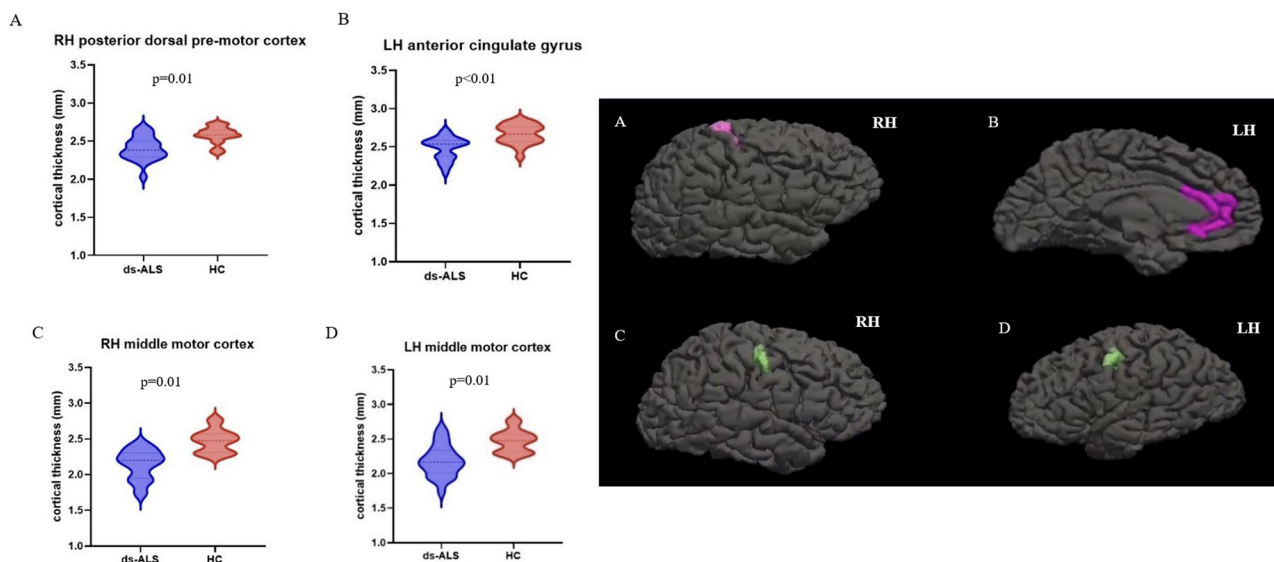 A
RH posterior dorsal pre-motor cortex
p=0.01
cortical thickness (mm)
3.5
3.0
2.5
2.0
1.5
1.0
ds-ALS HC
B
LH anterior cingulate gyrus
p<0.01
cortical thickness (mm)
3.5
3.0
2.5
2.0
1.5
1.0
ds-ALS HC
C
RH middle motor cortex
p=0.01
cortical thickness (mm)
3.5
3.0
2.5
2.0
1.5
1.0
ds-ALS HC
D
LH middle motor cortex
p=0.01
cortical thickness (mm)
3.5
3.0
2.5
2.0
1.5
1.0
ds-ALS HC
A RH
B LH
C RH
D LH